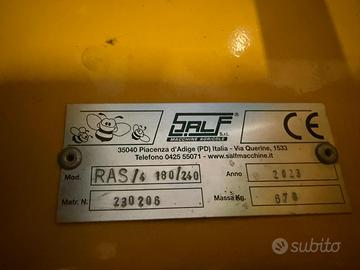 SALF S.r.l.
MACCHINE AGRICOLE
CE
35040 Piacenza d'Adige (PD) Italia - Via Querine, 1533
Telefono 0425 55071 - www.salfmacchine.it
Mod. RAS/4 180/240 Anno 2023
Matr. N. 230206 Massa Kg. 670
subito